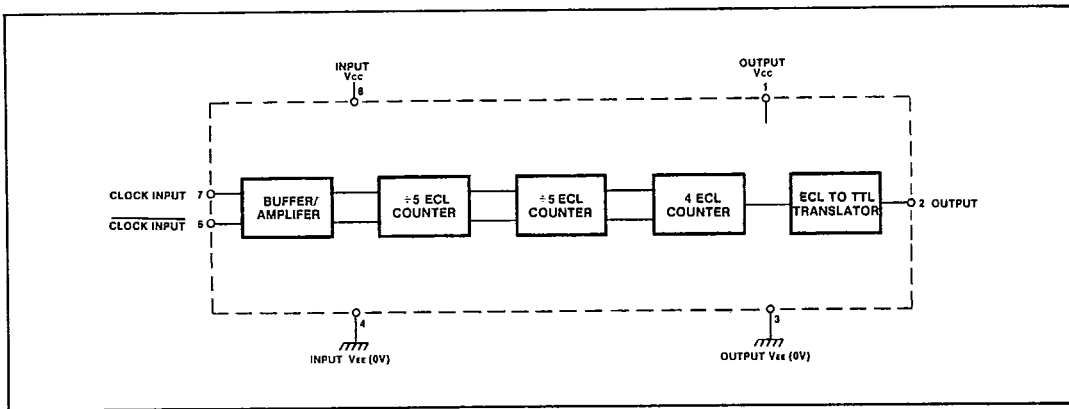 INPUT
Vcc
8
OUTPUT
Vcc
1
CLOCK INPUT 7
CLOCK INPUT 6
BUFFER/
AMPLIFER
÷5 ECL
COUNTER
÷5 ECL
COUNTER
4 ECL
COUNTER
ECL TO TTL
TRANSLATOR
2 OUTPUT
4
INPUT VEE (0V)
3
OUTPUT VEE (0V)